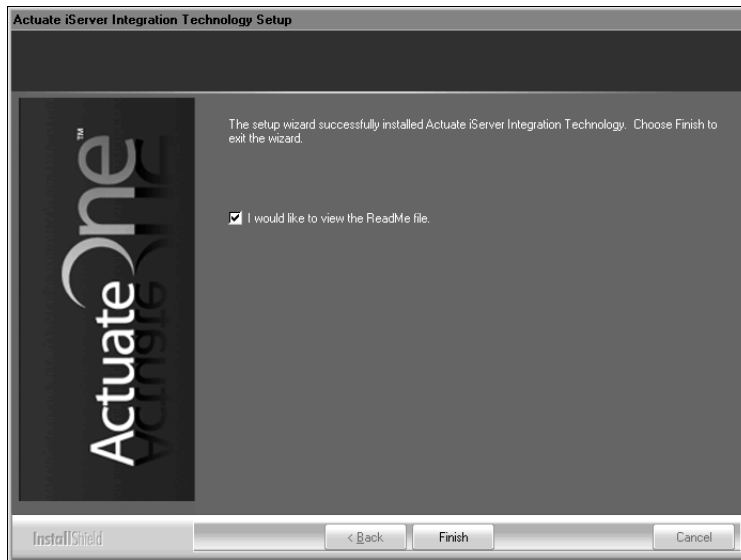 Actuate iServer Integration Technology Setup
The setup wizard successfully installed Actuate iServer Integration Technology. Choose Finish to
exit the wizard.
I would like to view the ReadMe file.
ActuateOne™
InstallShield
< Back
Finish
Cancel